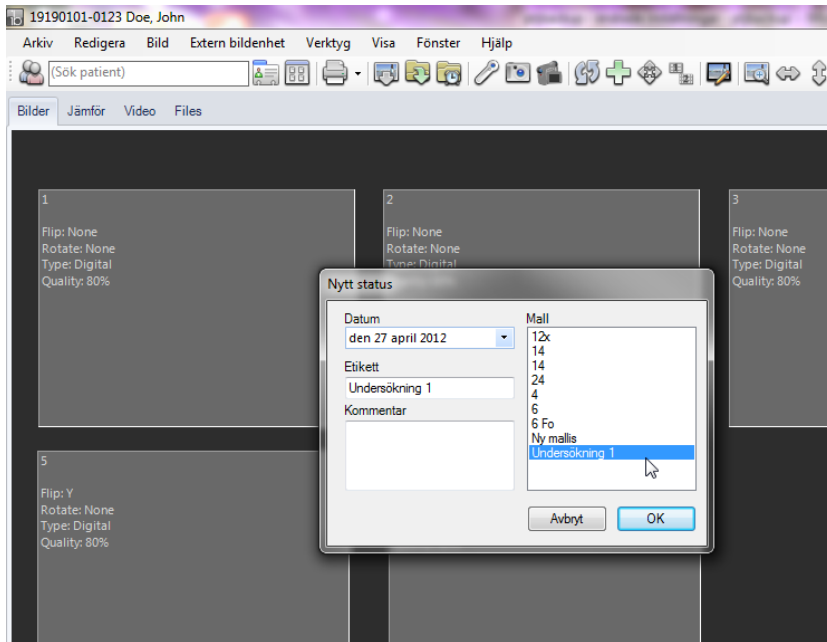 19190101-0123 Doe, John
Arkiv Redigera Bild Extern bildenhet Verktyg Visa Fönster Hjälp
(Sök patient)
Bilder Jämför Video Files
1
Flip: None
Rotate: None
Type: Digital
Quality: 80%
2
Flip: None
Rotate: None
Type: Digital
3
Flip: None
Rotate: None
Type: Digital
Quality: 80%
Nytt status
Datum
den 27 april 2012
Etikett
Undersökning 1
Kommentar
Mall
12x
14
14
24
4
6
6 Fo
Ny mallis
Undersökning 1
Avbryt OK
5
Flip: Y
Rotate: None
Type: Digital
Quality: 80%